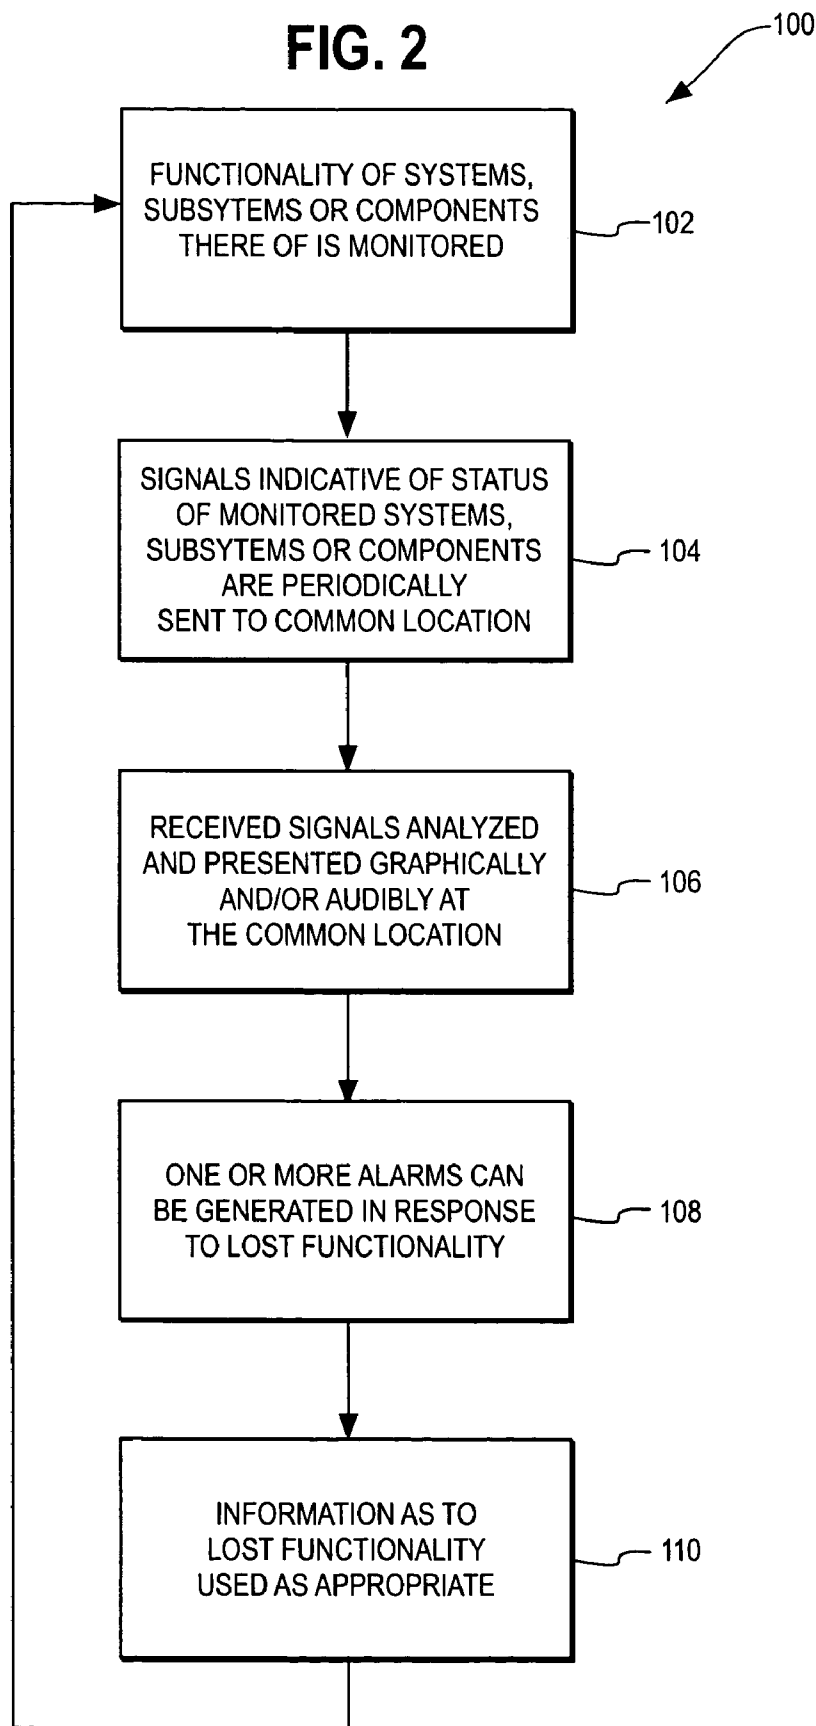 FIG. 2
100
FUNCTIONALITY OF SYSTEMS,
SUBSYTEMS OR COMPONENTS
THERE OF IS MONITORED
102
SIGNALS INDICATIVE OF STATUS
OF MONITORED SYSTEMS,
SUBSYTEMS OR COMPONENTS
ARE PERIODICALLY
SENT TO COMMON LOCATION
104
RECEIVED SIGNALS ANALYZED
AND PRESENTED GRAPHICALLY
AND/OR AUDIBLY AT
THE COMMON LOCATION
106
ONE OR MORE ALARMS CAN
BE GENERATED IN RESPONSE
TO LOST FUNCTIONALITY
108
INFORMATION AS TO
LOST FUNCTIONALITY
USED AS APPROPRIATE
110